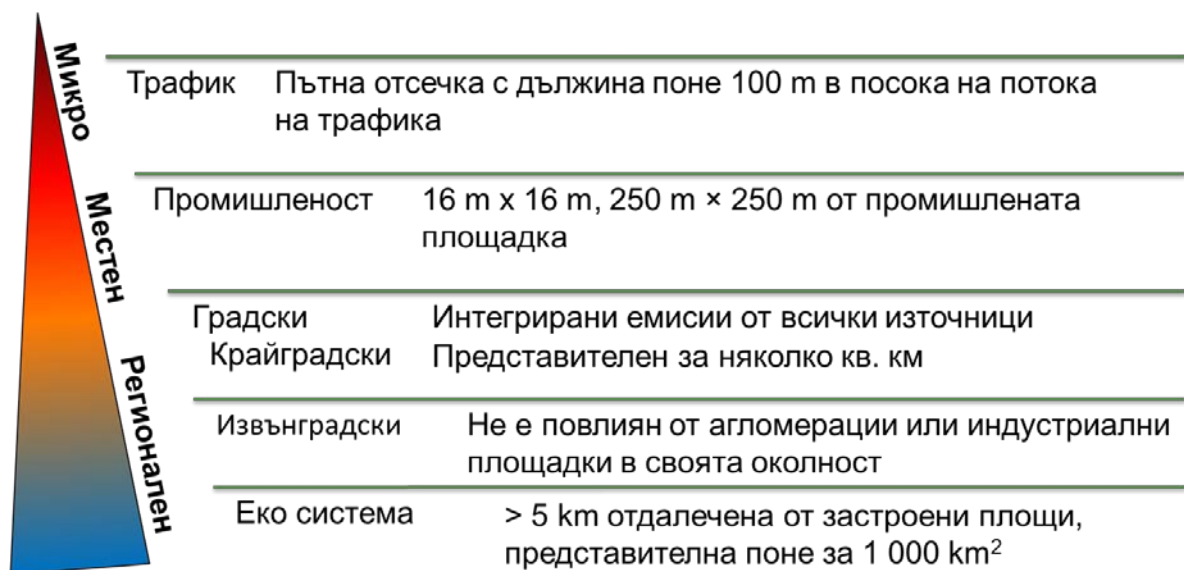 Микро
Трафик Пътна отсечка с дължина поне 100 m в посока на потока
на трафика
Местен
Промишленост 16 m x 16 m, 250 m × 250 m от промишлената
площадка
Градски Интегрирани емисии от всички източници
Крайградски Представителен за няколко кв. км
Регионален
Извънградски Не е повлиян от агломерации или индустриални
площадки в своята околност
Еко система > 5 km отдалечена от застроени площи,
представителна поне за 1 000 km²